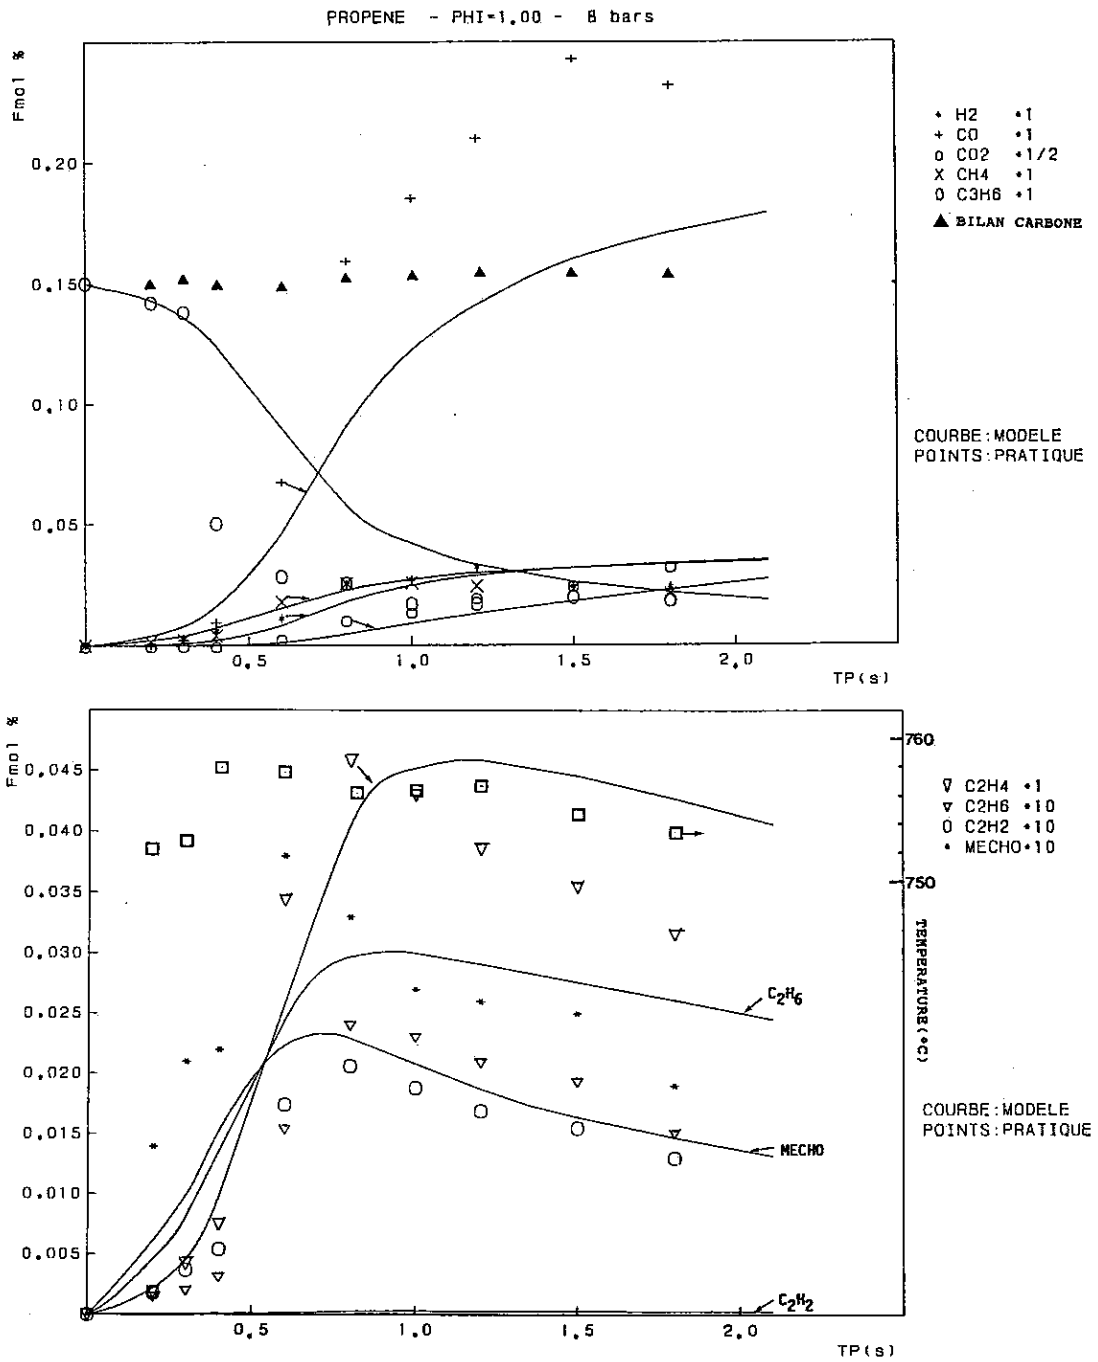 PROPENE - PHI=1.00 - 8 bars
Fmol %
0.20
0.15
0.10
0.05
0.5
1.0
1.5
2.0
TP(s)
* H2 *1
+ CO *1
O CO2 *1/2
X CH4 *1
O C3H6 *1
▲ BILAN CARBONE
COURBE:MODELE
POINTS:PRATIQUE
Fmol %
0.045
0.040
0.035
0.030
0.025
0.020
0.015
0.010
0.005
0.000
0.5
1.0
1.5
2.0
TP(s)
760
750
TEMPERATURE(°C)
C2H6
MECHO
C2H2
▽ C2H4 *1
▽ C2H6 *10
O C2H2 *10
* MECHO*10
COURBE:MODELE
POINTS:PRATIQUE